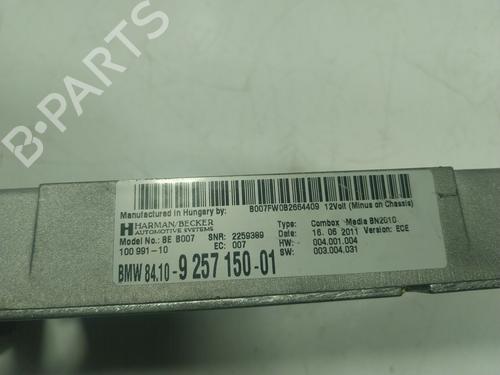 B-PARTS
Manufactured in Hungary by:
B007FW0B2664409 12Volt (Minus on Chassis)
HARMAN/BECKER
AUTOMOTIVE SYSTEMS
Type: Combox Media BN2010
Model No.: BE B007 SNR: 2259389 Date: 16. 06 2011 Version: ECE
100 991-10 EC: 007 HW: 004.001.004
SW: 003.004.031
BMW 84.10-9 257 150-01